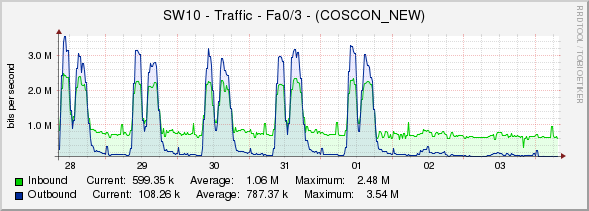 SW10 - Traffic - Fa0/3 - (COSCON_NEW)
RRDTOOL / TOBI OETIKER
bits per second
3.0 M
2.0 M
1.0 M
28 29 30 31 01 02 03
Inbound Current: 599.35 k Average: 1.06 M Maximum: 2.48 M
Outbound Current: 108.26 k Average: 787.37 k Maximum: 3.54 M